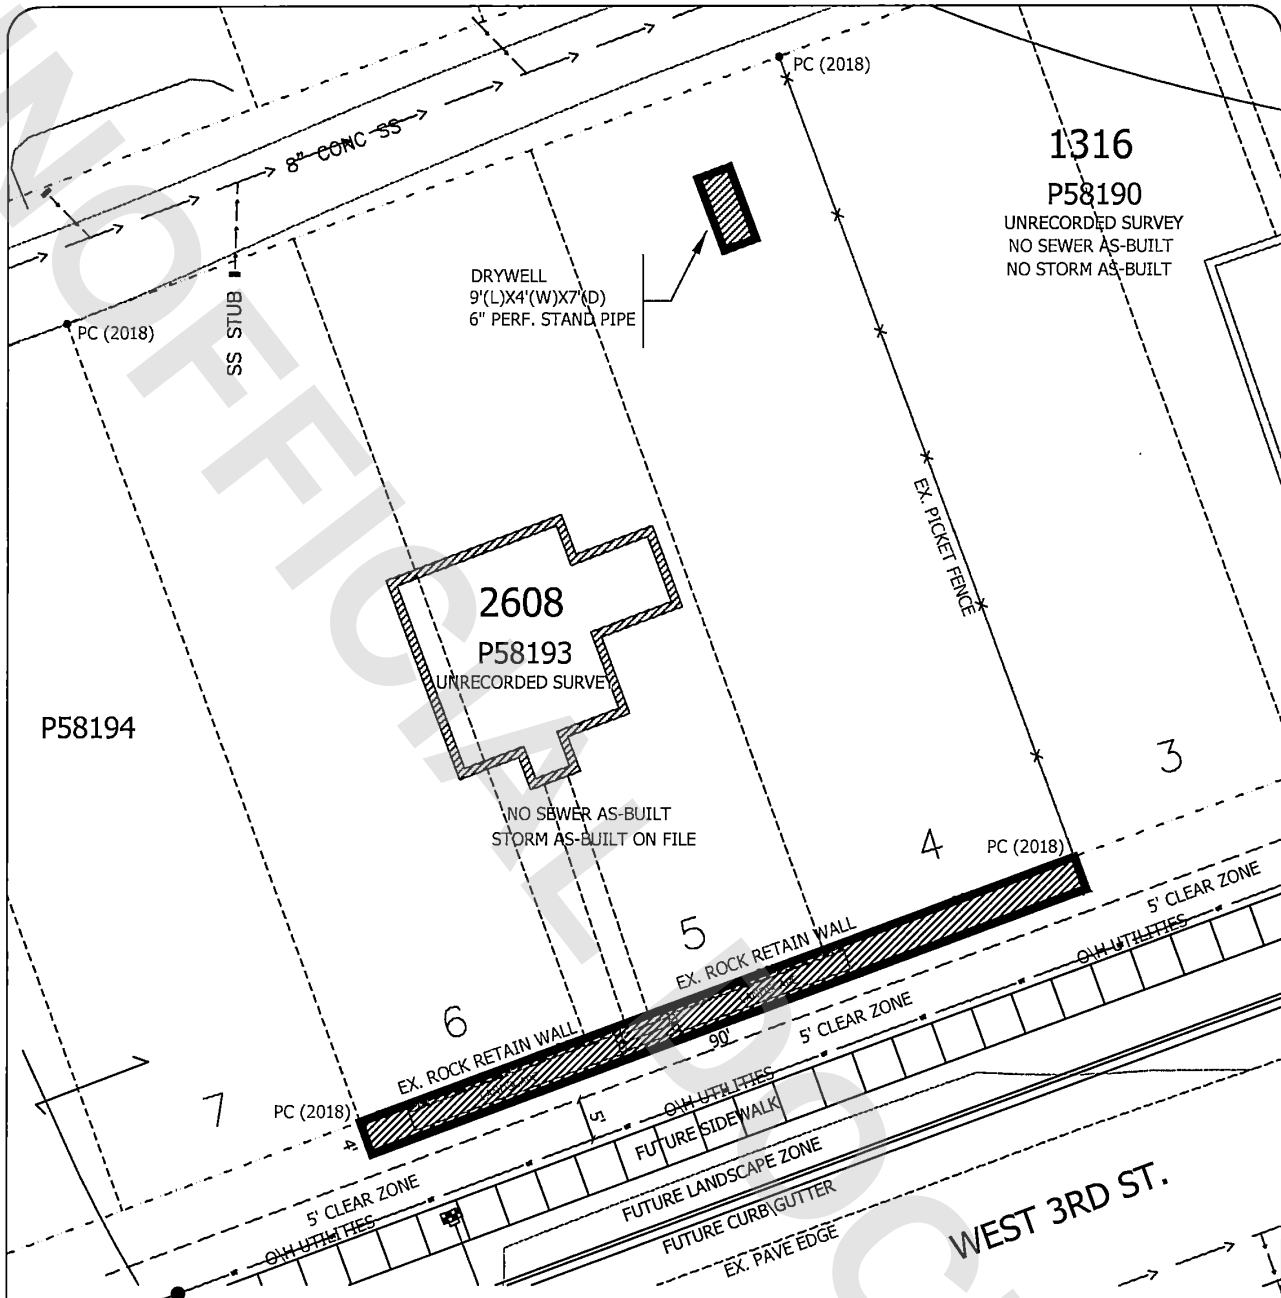 PC (2018)
8" CONC SS
1316
P58190
UNRECORDED SURVEY
NO SEWER AS-BUILT
NO STORM AS-BUILT
DRYWELL
9'(L)X4'(W)X7'(D)
6" PERF. STAND PIPE
PC (2018)
SS STUB
EX. PICKET FENCE
2608
P58193
UNRECORDED SURVEY
P58194
NO SEWER AS-BUILT
STORM AS-BUILT ON FILE
3
4
PC (2018)
5
EX. ROCK RETAIN WALL
5' CLEAR ZONE
O\H UTILITIES
6
EX. ROCK RETAIN WALL
90'
5' CLEAR ZONE
7
PC (2018)
4'
5'
O\H UTILITIES
FUTURE SIDEWALK
5' CLEAR ZONE
O\H UTILITIES
FUTURE LANDSCAPE ZONE
FUTURE CURB\GUTTER
EX. PAVE EDGE
WEST 3RD ST.
UNOFFICIAL DOC